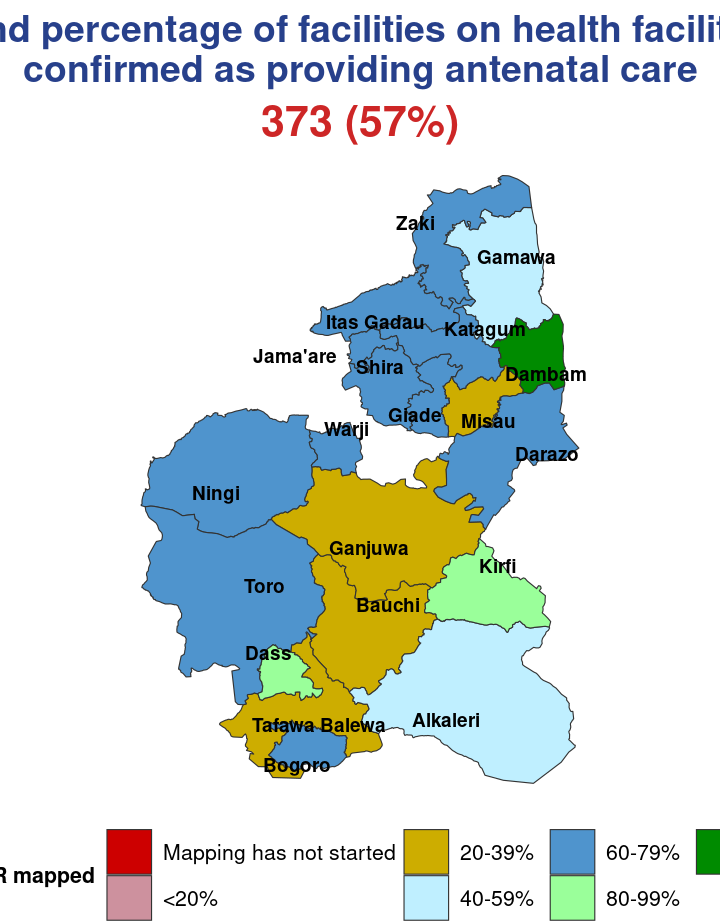 percentage of facilities on health
confirmed as providing antenatal care
373 (57%)
Zaki
Gamawa
Itas Gadau
Katagum
Jama'are
Shira
Dambam
Giade
Misau
Warji
Darazo
Ningi
Ganjuwa
Kirfi
Toro
Bauchi
Dass
Alkaleri
Tafawa Balewa
Bogoro
Mapping has not started
20-39%
60-79%
mapped
<20%
40-59%
80-99%